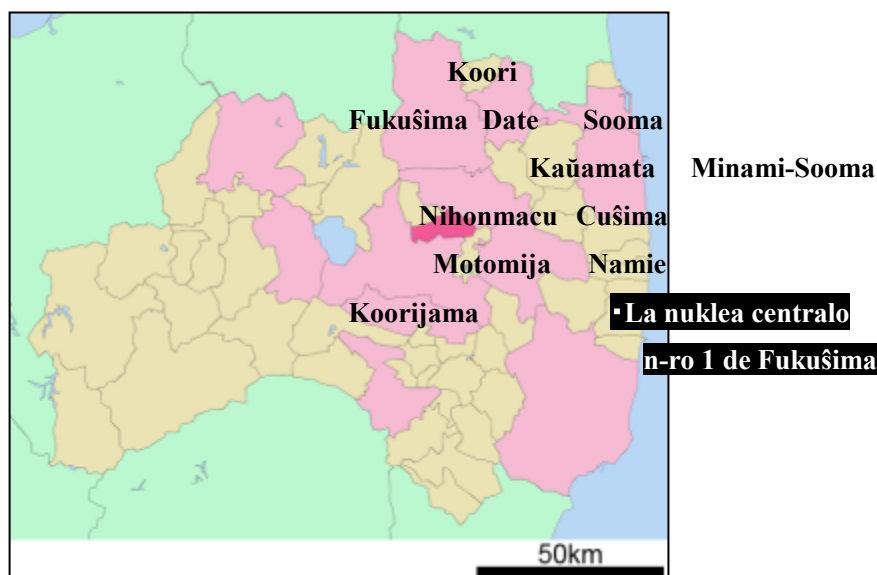 Koori
Fukuŝima Date Sooma
Kaŭamata Minami-Sooma
Nihonmacu Cuŝima
Motomija Namie
Koorijama
La nuklea centralo
n-ro 1 de Fukuŝima
50km